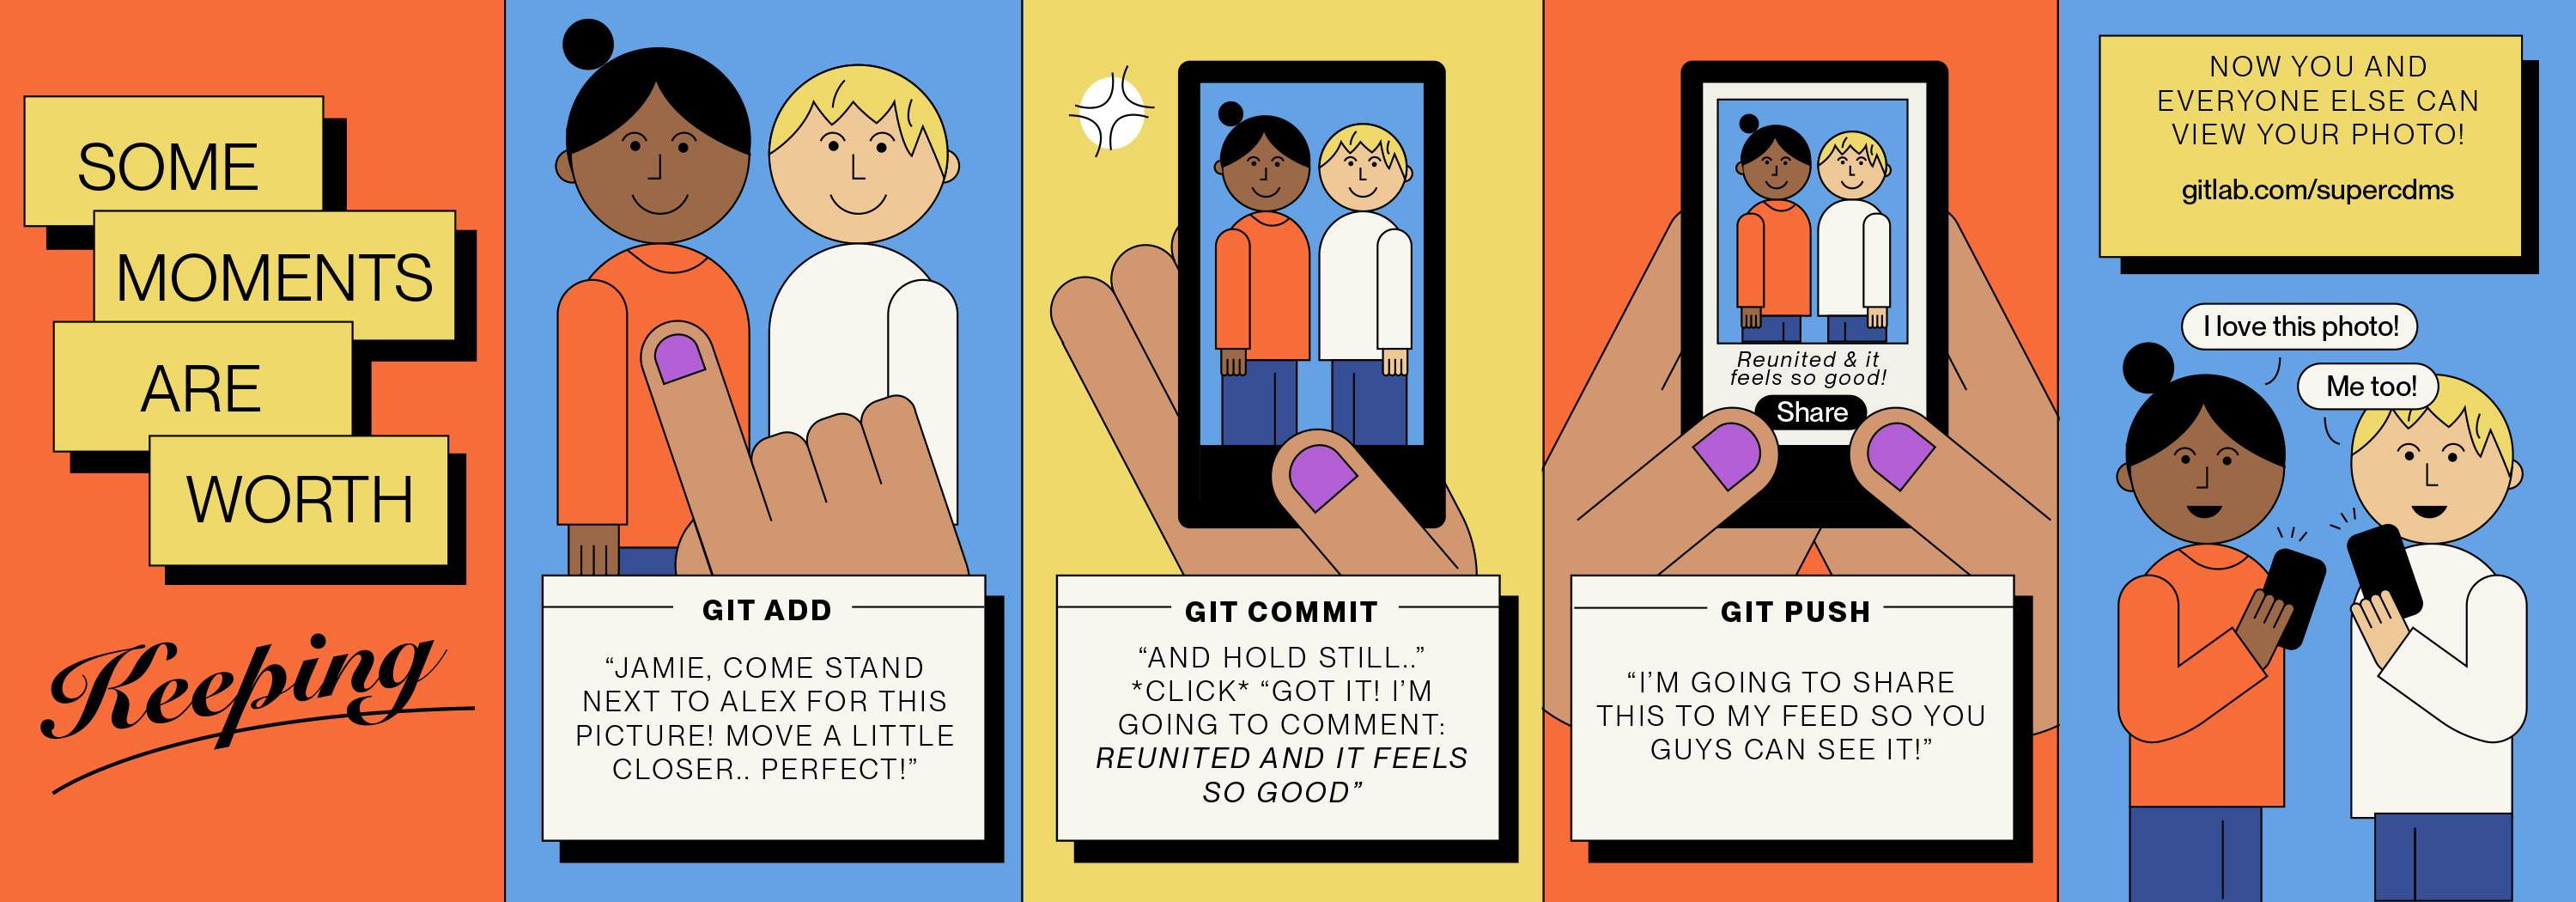 SOME
MOMENTS
ARE
WORTH
Keeping
GIT ADD
“JAMIE, COME STAND
NEXT TO ALEX FOR THIS
PICTURE! MOVE A LITTLE
CLOSER.. PERFECT!”
GIT COMMIT
“AND HOLD STILL..”
*CLICK* “GOT IT! I’M
GOING TO COMMENT:
REUNITED AND IT FEELS
SO GOOD”
Reunited & it
feels so good!
Share
GIT PUSH
“I’M GOING TO SHARE
THIS TO MY FEED SO YOU
GUYS CAN SEE IT!”
NOW YOU AND
EVERYONE ELSE CAN
VIEW YOUR PHOTO!
gitlab.com/supercdms
I love this photo!
Me too!